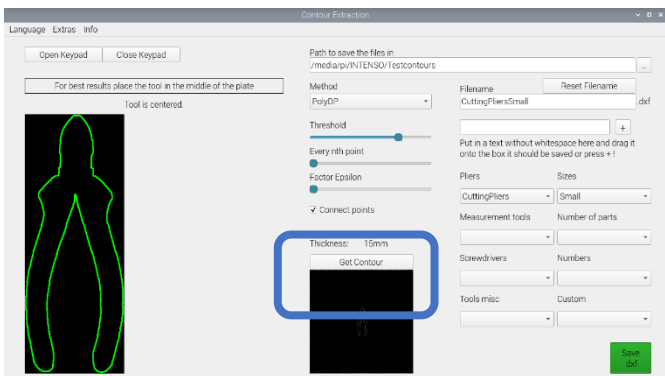 Contour Extraction
Language Extras Info
Open Keypad Close Keypad
For best results place the tool in the middle of the plate
Tool is centered.
Path to save the files in
/media/pi/INTENSO/Testcontours
...
Method
PolyDP
Threshold
Every nth point
Factor Epsilon
Connect points
Thickness: 15mm
Get Contour
Filename
Reset Filename
CuttingPliersSmall
.dxf
+
Put in a text without whitespace here and drag it
onto the box it should be saved or press + !
Pliers Sizes
CuttingPliers Small
Measurement tools Number of parts
Screwdrivers Numbers
Tools misc Custom
Save
dxf